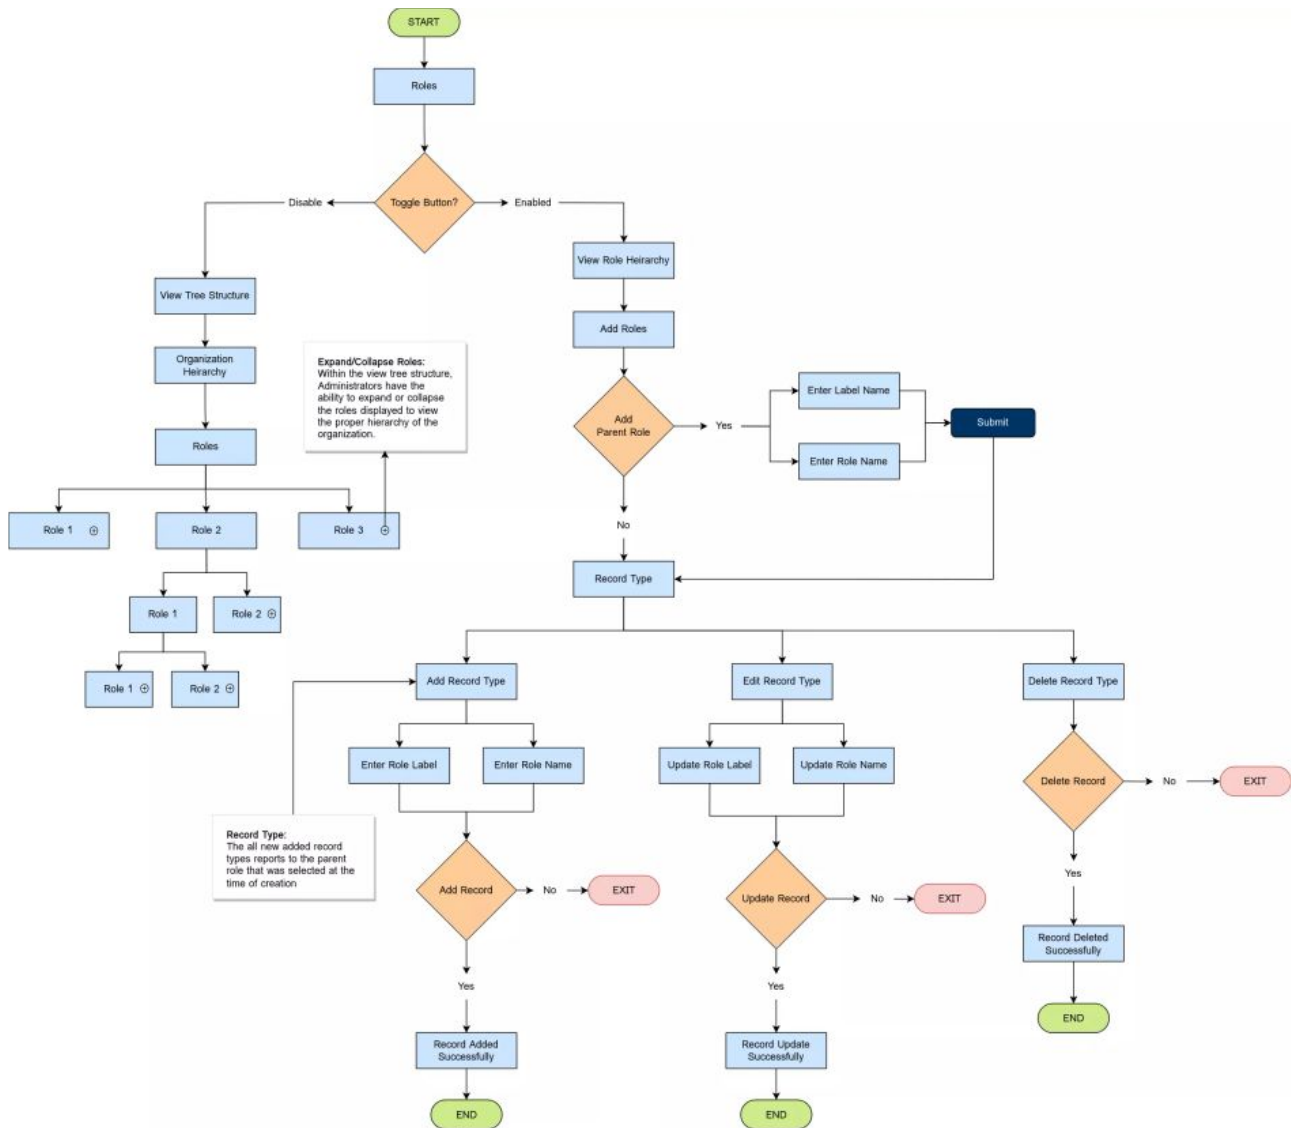 START
Roles
Toggle Button?
Disable
Enabled
View Tree Structure
Organization
Heirarchy
Roles
Role 1
Role 2
Role 3
Role 1
Role 2
Role 1
Role 2
Expand/Collapse Roles:
Within the view tree structure,
Administrators have the
ability to expand or collapse
the roles displayed to view
the proper hierarchy of the
organization.
View Role Heirarchy
Add Roles
Add
Parent Role
Yes
Enter Label Name
Enter Role Name
Submit
No
Record Type
Add Record Type
Edit Record Type
Delete Record Type
Enter Role Label
Enter Role Name
Update Role Label
Update Role Name
Record Type:
The all new added record
types reports to the parent
role that was selected at the
time of creation
Add Record
No
EXIT
Yes
Record Added
Successfully
END
Update Record
No
EXIT
Yes
Record Update
Successfully
END
Delete Record
No
EXIT
Yes
Record Deleted
Successfully
END